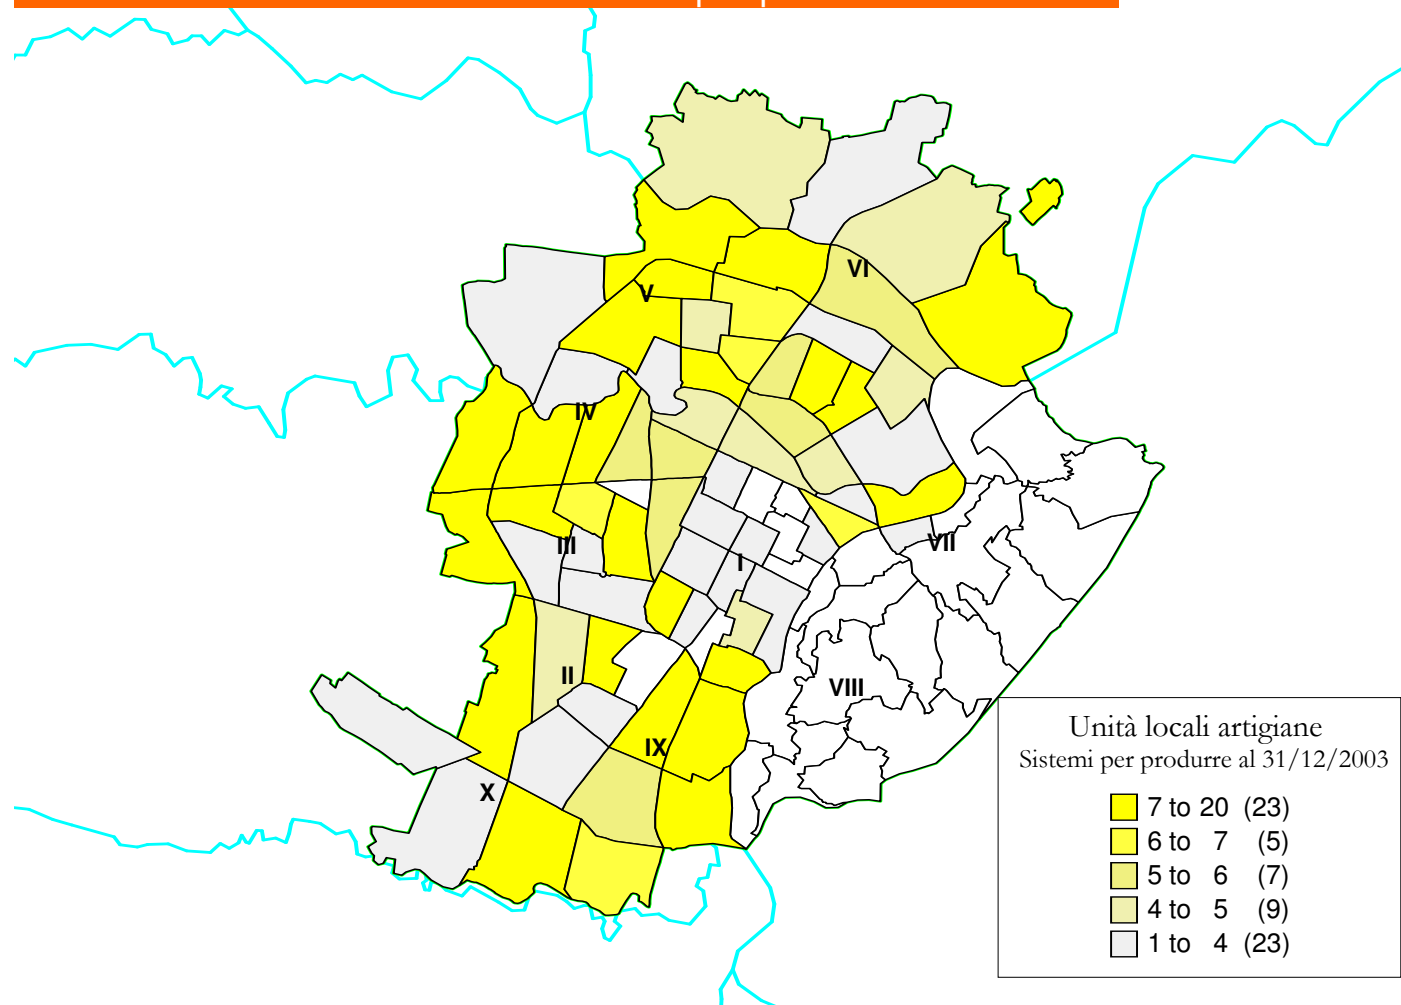 VI
V
IV
III
VII
I
II
VIII
IX
X
Unità locali artigiane
Sistemi per produrre al 31/12/2003
7 to 20 (23)
6 to 7 (5)
5 to 6 (7)
4 to 5 (9)
1 to 4 (23)